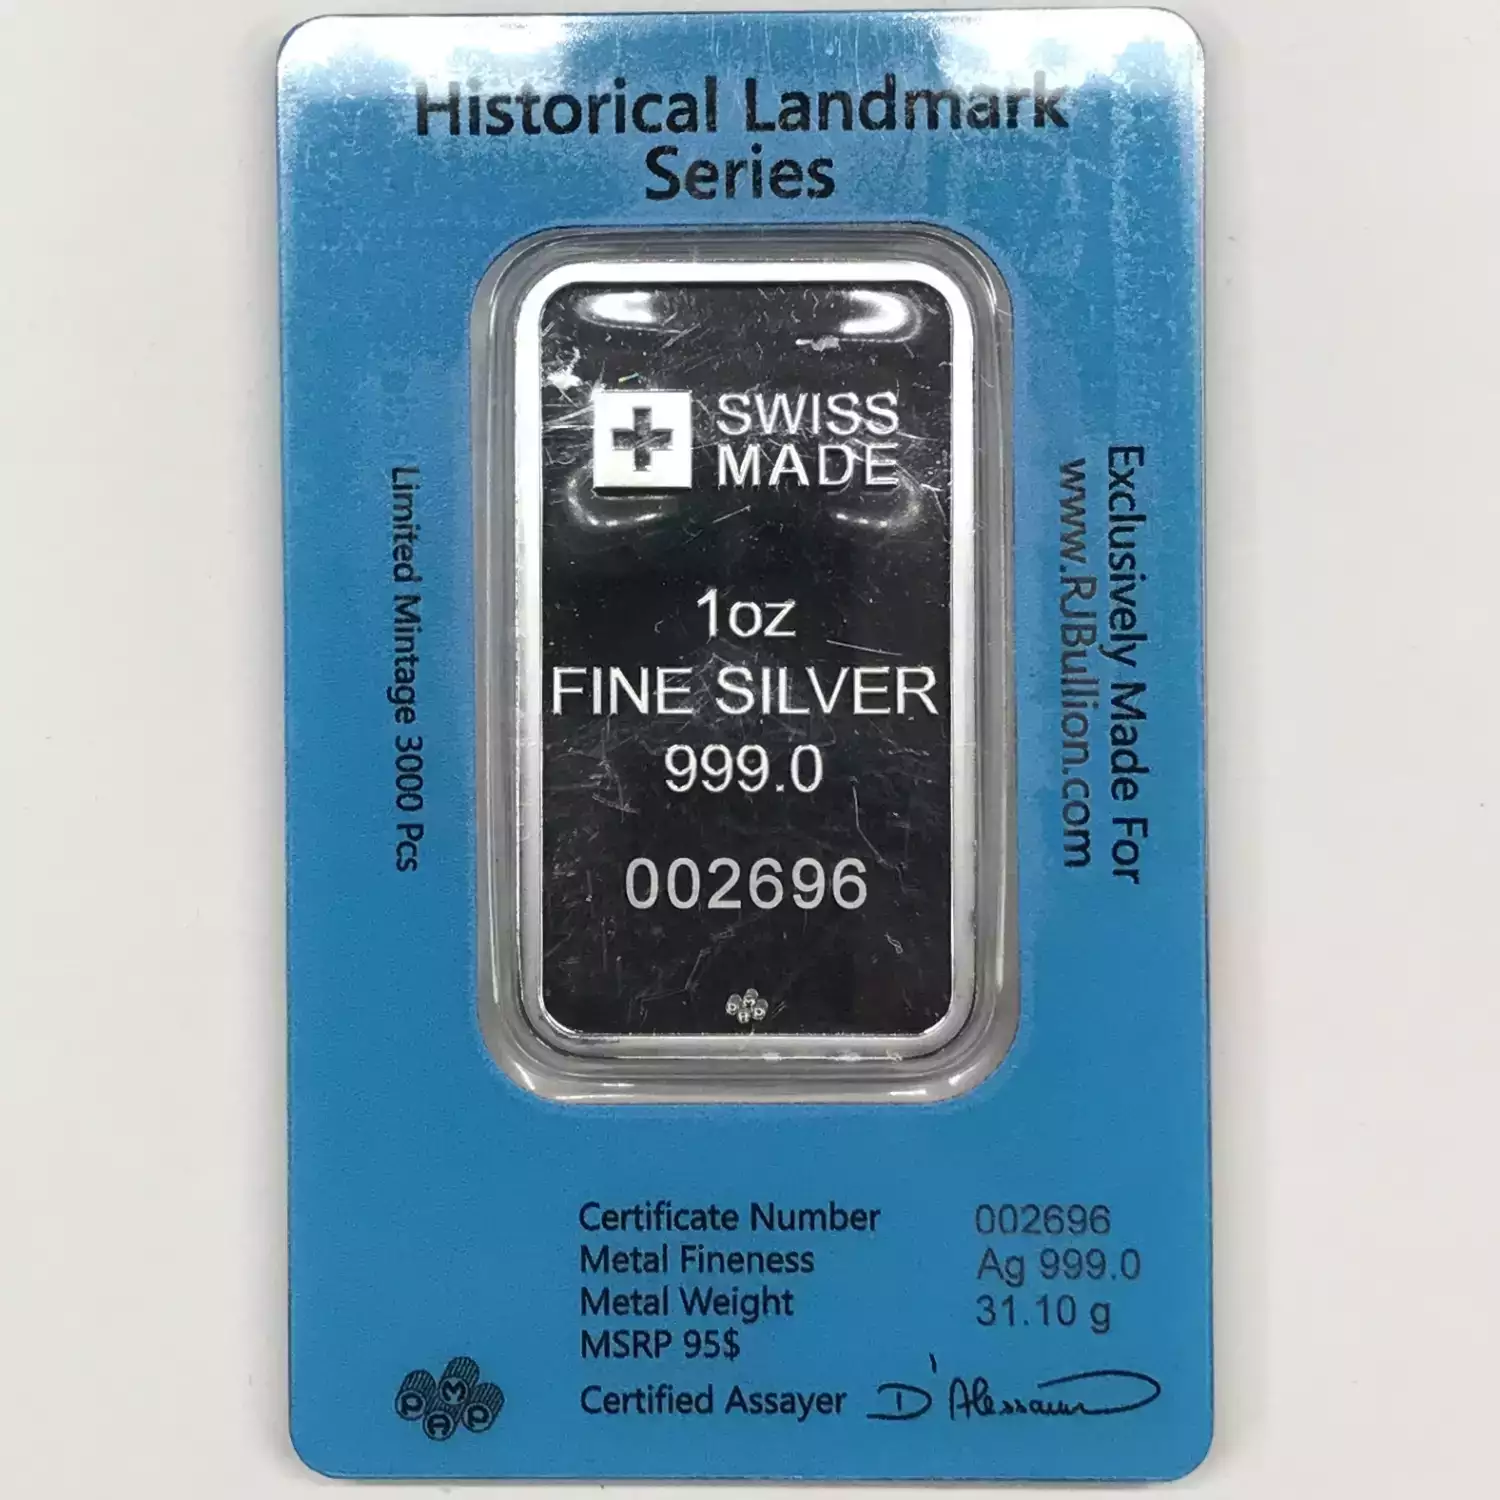 Historical Landmark
Series
SWISS
MADE
1oz
FINE SILVER
999.0
002696
PAMP
Limited Mintage 3000 Pcs
Exclusively Made For
www.RJBullion.com
Certificate Number 002696
Metal Fineness Ag 999.0
Metal Weight 31.10 g
MSRP 95$
Certified Assayer D'Alessandro
PAMP